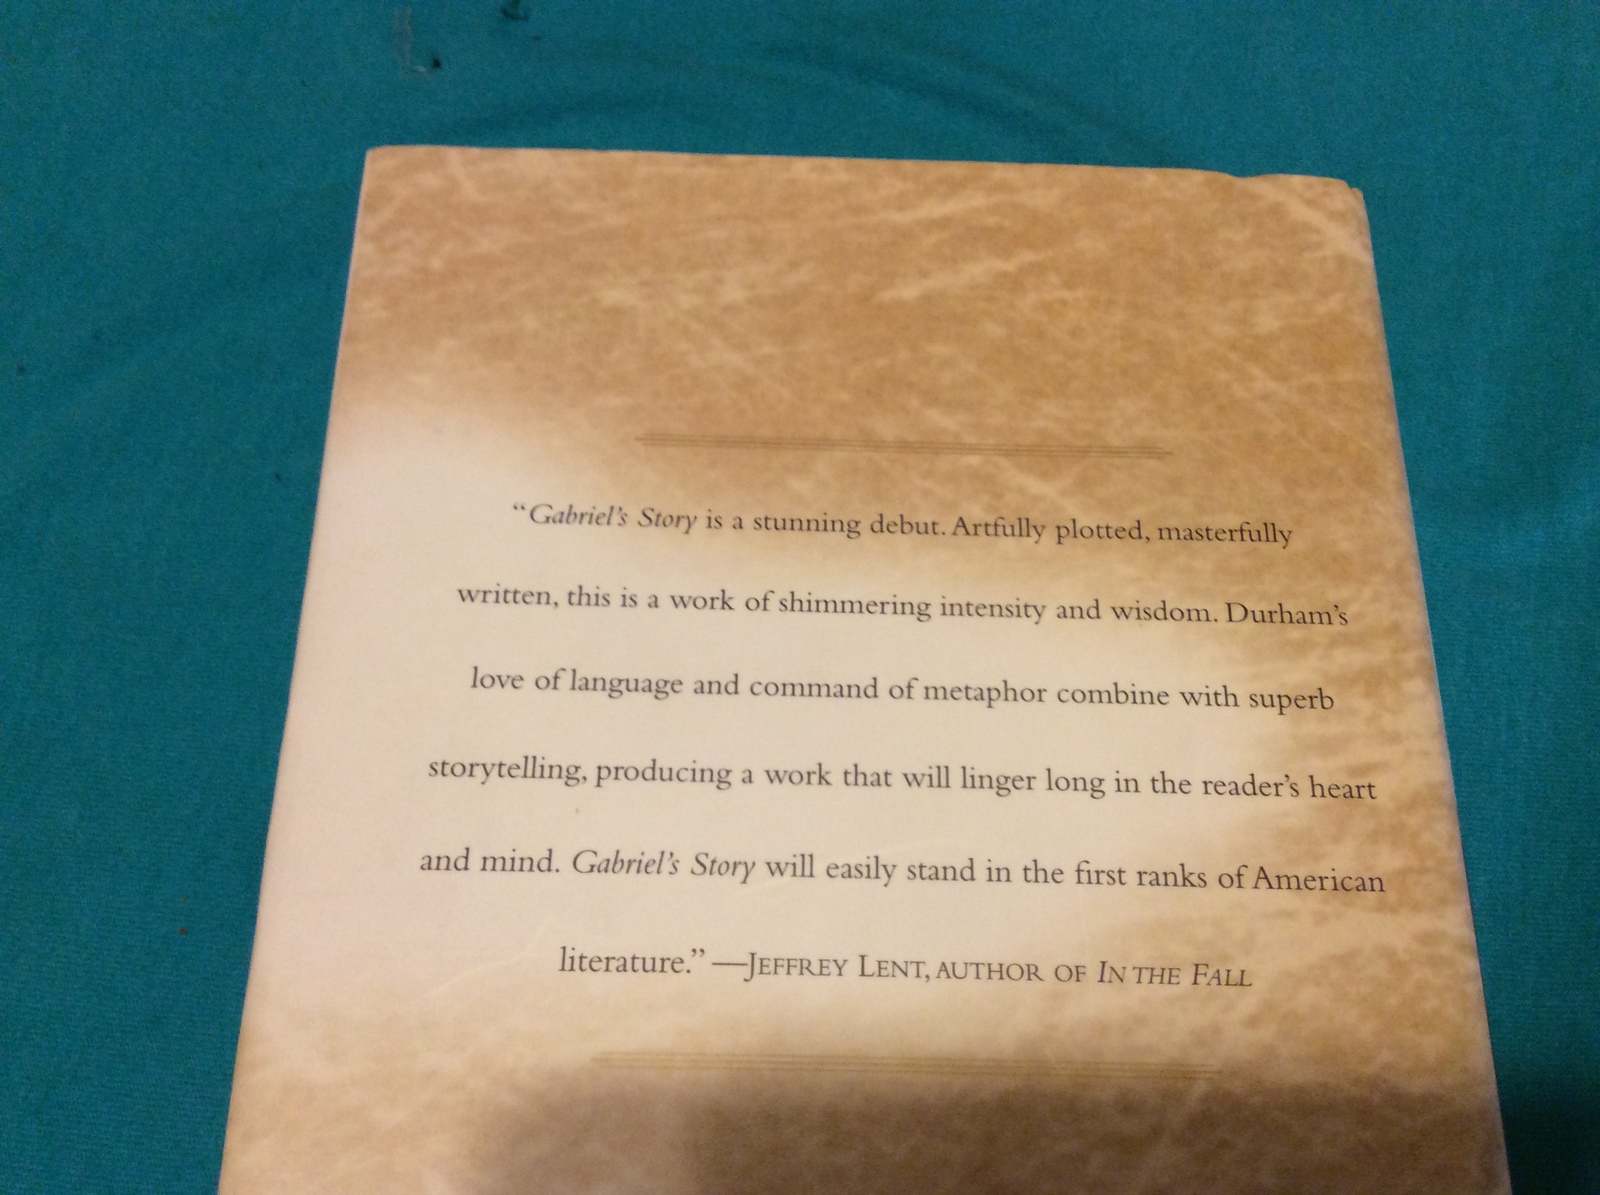 “Gabriel’s Story is a stunning debut. Artfully plotted, masterfully
written, this is a work of shimmering intensity and wisdom. Durham’s
love of language and command of metaphor combine with superb
storytelling, producing a work that will linger long in the reader’s heart
and mind. Gabriel’s Story will easily stand in the first ranks of American
literature.” —JEFFREY LENT, AUTHOR OF IN THE FALL